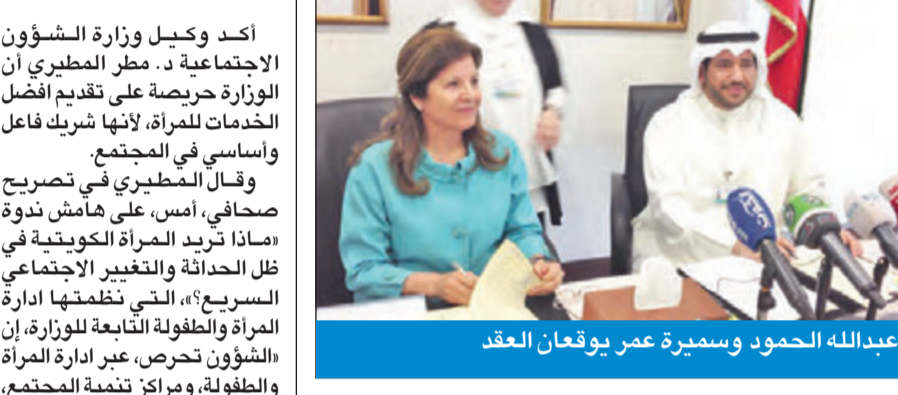 أكد وكيل وزارة الشؤون
الاجتماعية د. مطر المطيري أن
الوزارة حريصة على تقديم افضل
الخدمات للمرأة، لأنها شريك فاعل
وأساسي في المجتمع.
وقال المطيري في تصريح
صحافي، أمس، على هامش ندوة
«ماذا تريد المرأة الكويتية في
ظل الحداثة والتغيير الاجتماعي
السريع؟»، التي نظمتها ادارة
المرأة والطفولة التابعة للوزارة، إن
«الشؤون تحرص، عبر ادارة المرأة
والطفولة، ومراكز تنمية المجتمع،
عبدالله الحمود وسميرة عمر يوقعان العقد